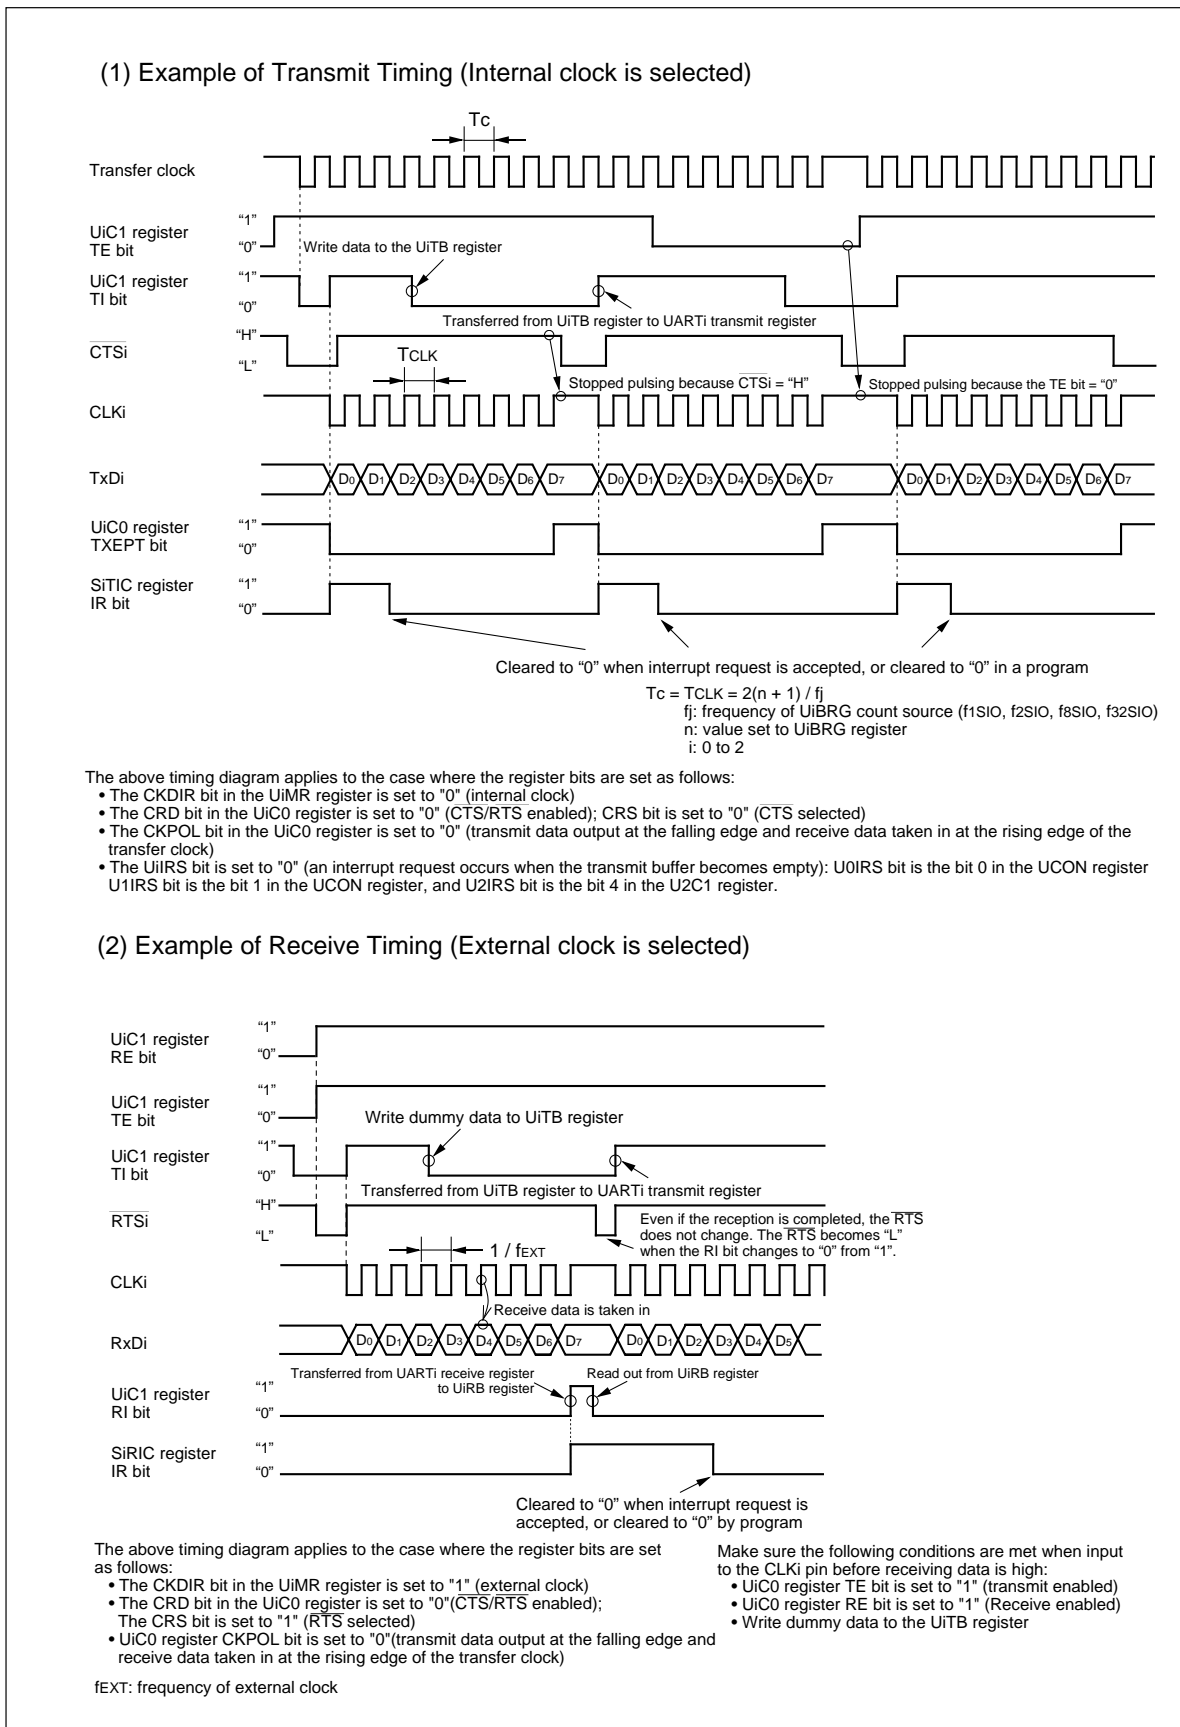 (1) Example of Transmit Timing (Internal clock is selected)
Tc
Transfer clock
UiC1 register
TE bit
“1”
“0”
Write data to the UiTB register
UiC1 register
TI bit
“1”
“0”
Transferred from UiTB register to UARTi transmit register
CTSi
“H”
“L”
TCLK
Stopped pulsing because CTSi = “H”
Stopped pulsing because the TE bit = “0”
CLKi
TxDi
D0 D1 D2 D3 D4 D5 D6 D7 D0 D1 D2 D3 D4 D5 D6 D7 D0 D1 D2 D3 D4 D5 D6 D7
UiC0 register
TXEPT bit
“1”
“0”
SiTIC register
IR bit
“1”
“0”
Cleared to “0” when interrupt request is accepted, or cleared to “0” in a program
Tc = TCLK = 2(n + 1) / fj
fj: frequency of UiBRG count source (f1SIO, f2SIO, f8SIO, f32SIO)
n: value set to UiBRG register
i: 0 to 2
The above timing diagram applies to the case where the register bits are set as follows:
• The CKDIR bit in the UiMR register is set to "0" (internal clock)
• The CRD bit in the UiC0 register is set to "0" (CTS/RTS enabled); CRS bit is set to "0" (CTS selected)
• The CKPOL bit in the UiC0 register is set to "0" (transmit data output at the falling edge and receive data taken in at the rising edge of the
transfer clock)
• The UiIRS bit is set to "0" (an interrupt request occurs when the transmit buffer becomes empty): U0IRS bit is the bit 0 in the UCON register
U1IRS bit is the bit 1 in the UCON register, and U2IRS bit is the bit 4 in the U2C1 register.
(2) Example of Receive Timing (External clock is selected)
UiC1 register
RE bit
“1”
“0”
UiC1 register
TE bit
“1”
“0”
Write dummy data to UiTB register
UiC1 register
TI bit
“1”
“0”
Transferred from UiTB register to UARTi transmit register
RTSi
“H”
“L”
Even if the reception is completed, the RTS
does not change. The RTS becomes “L”
when the RI bit changes to “0” from “1”.
1 / fEXT
CLKi
Receive data is taken in
RxDi
D0 D1 D2 D3 D4 D5 D6 D7 D0 D1 D2 D3 D4 D5
Transferred from UARTi receive register
to UiRB register
Read out from UiRB register
UiC1 register
RI bit
“1”
“0”
SiRIC register
IR bit
“1”
“0”
Cleared to “0” when interrupt request is
accepted, or cleared to “0” by program
The above timing diagram applies to the case where the register bits are set
as follows:
• The CKDIR bit in the UiMR register is set to "1" (external clock)
• The CRD bit in the UiC0 register is set to "0"(CTS/RTS enabled);
The CRS bit is set to "1" (RTS selected)
• UiC0 register CKPOL bit is set to "0"(transmit data output at the falling edge and
receive data taken in at the rising edge of the transfer clock)
fEXT: frequency of external clock
Make sure the following conditions are met when input
to the CLKi pin before receiving data is high:
• UiC0 register TE bit is set to "1" (transmit enabled)
• UiC0 register RE bit is set to "1" (Receive enabled)
• Write dummy data to the UiTB register